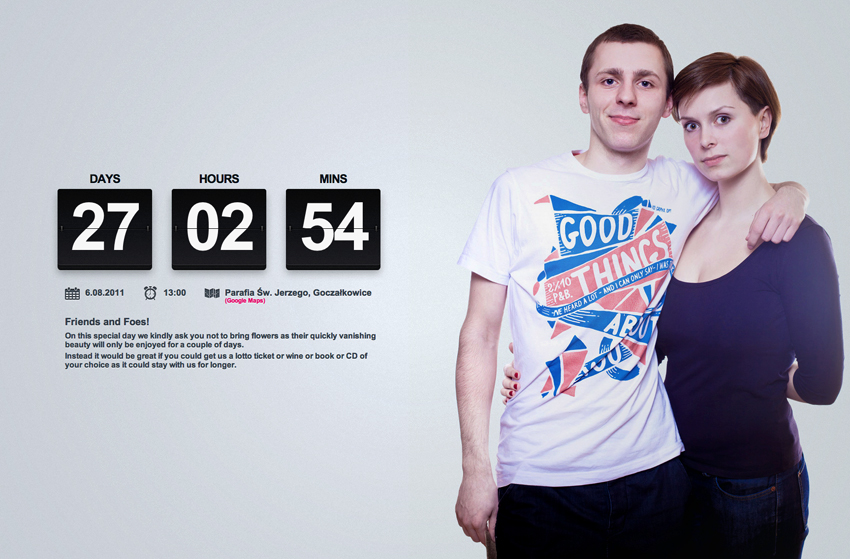 DAYS HOURS MINS
27 02 54
6.08.2011 13:00 Parafia Św. Jerzego, Goczałkowice
(Google Maps)
Friends and Foes!
On this special day we kindly ask you not to bring flowers as their quickly vanishing
beauty will only be enjoyed for a couple of days.
Instead it would be great if you could get us a lotto ticket or wine or book or CD of
your choice as it could stay with us for longer.
GOOD
THINGS
P&B.
I'VE HEARD A LOT - AND I CAN ONLY SAY - I WAS
ABOUT
YOU